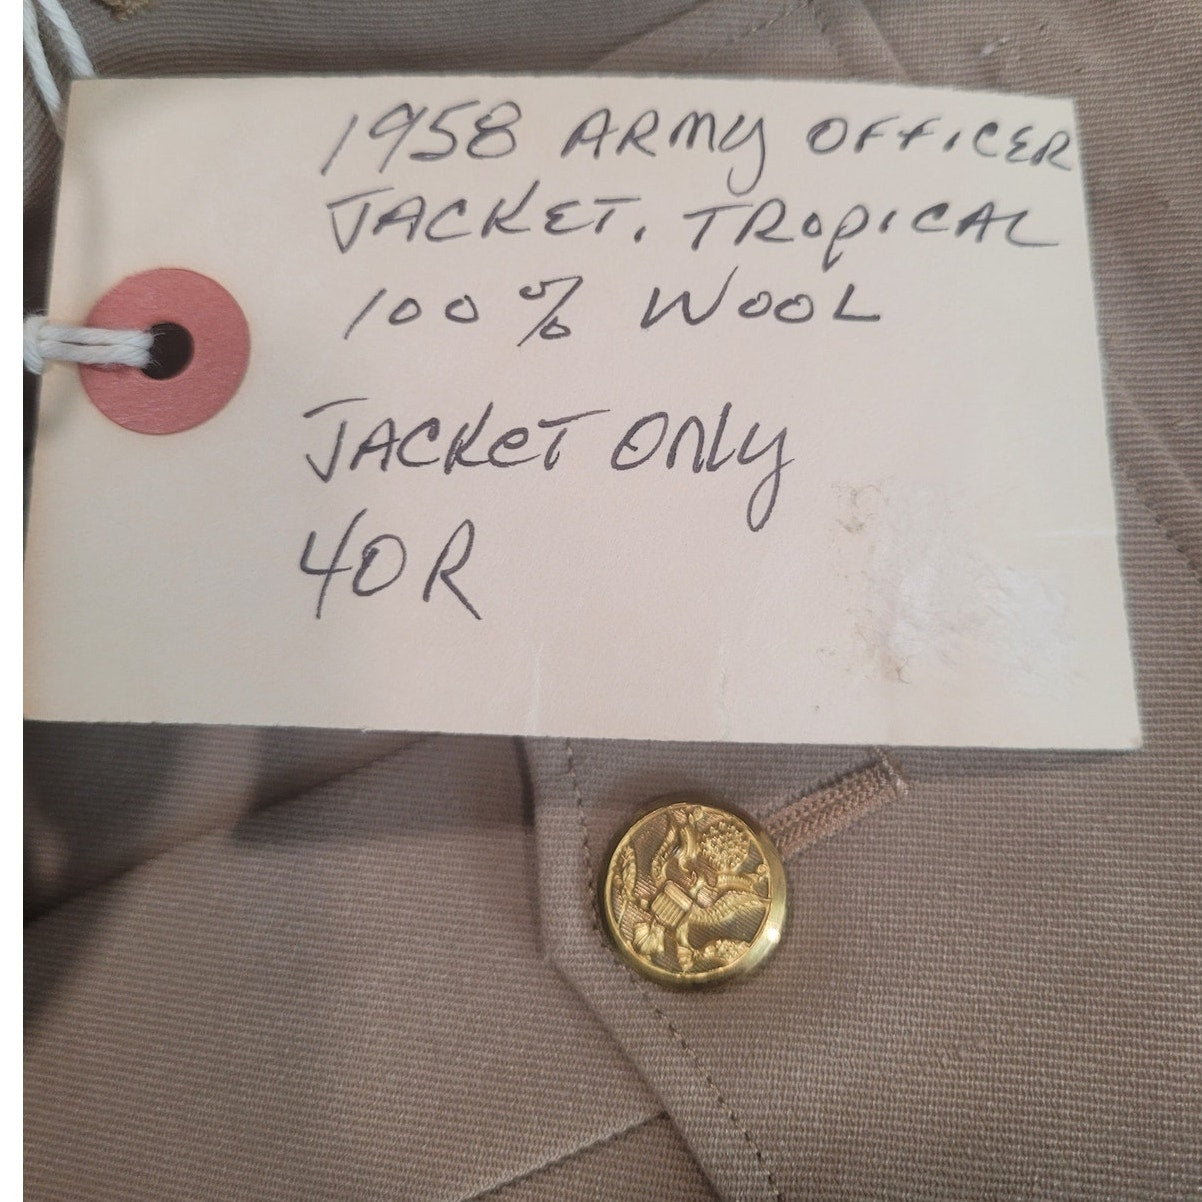 1958 ARMY OFFICER
JACKET. TROPICAL
100% WOOL
JACKET ONLY
40R